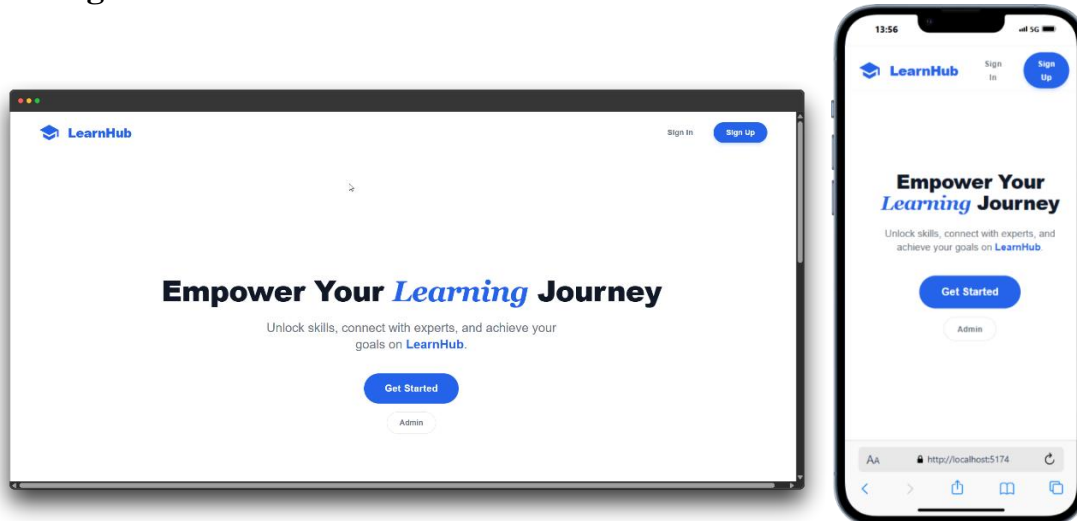 LearnHub
Sign In
Sign Up
Empower Your Learning Journey
Unlock skills, connect with experts, and achieve your
goals on LearnHub.
Get Started
Admin
13:56
5G
LearnHub
Sign
In
Sign
Up
Empower Your
Learning Journey
Unlock skills, connect with experts, and
achieve your goals on LearnHub.
Get Started
Admin
AA
http://localhost:5174